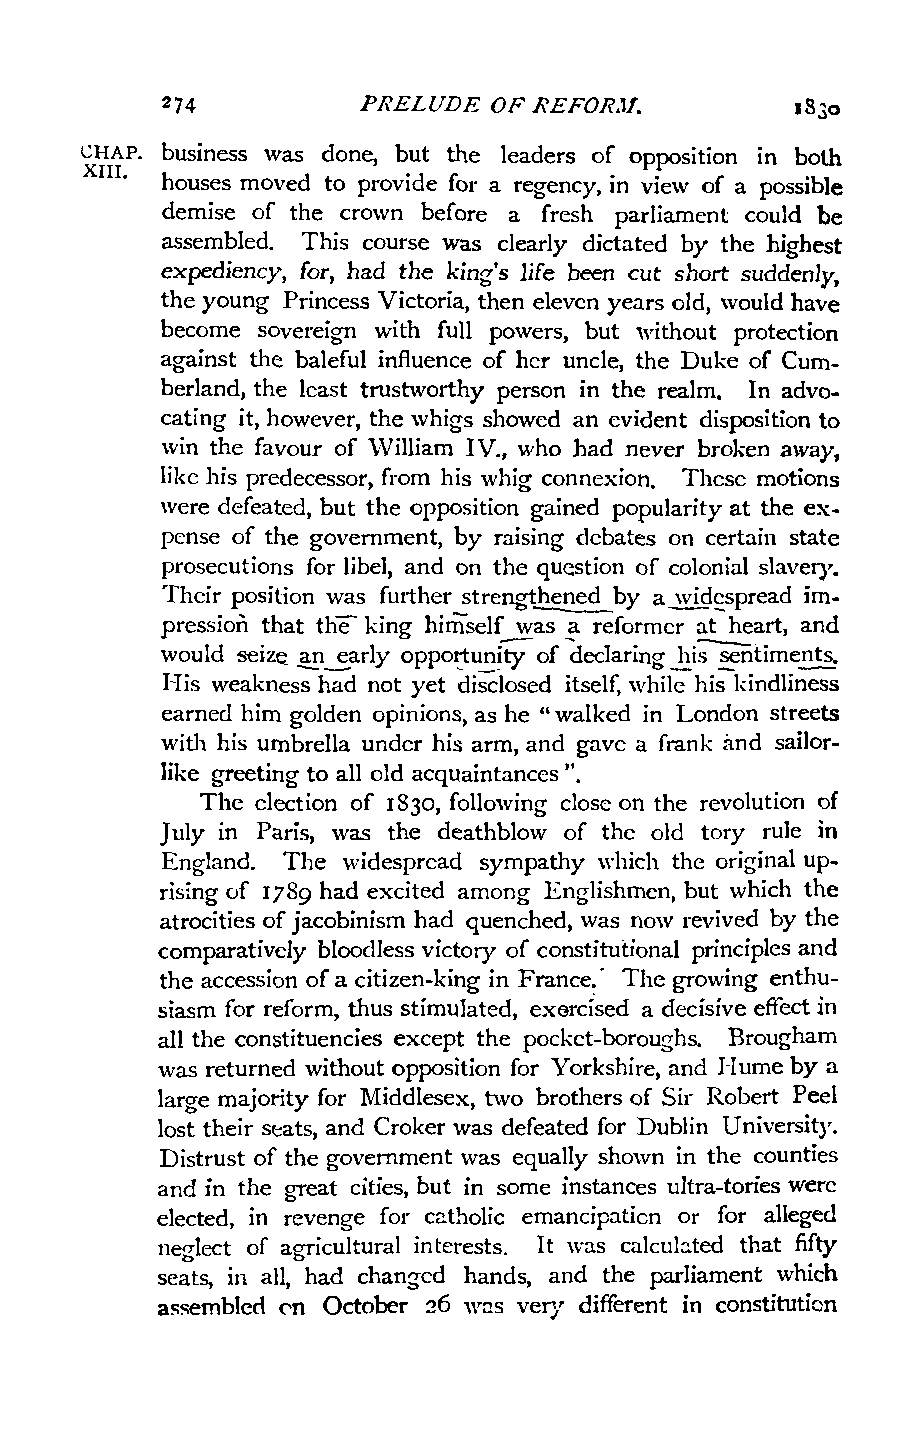 274 PRELUDE OF REFORM. 1830
CHAP. business was done, but the leaders of opposition in both
XIII. houses moved to provide for a regency, in view of a possible
demise of the crown before a fresh parliament could be
assembled. This course was clearly dictated by the highest
expediency, for, had the king's life been cut short suddenly,
the young Princess Victoria, then eleven years old, would have
become sovereign with full powers, but without protection
against the baleful influence of her uncle, the Duke of Cum-
berland, the least trustworthy person in the realm. In advo-
cating it, however, the whigs showed an evident disposition to
win the favour of William IV., who had never broken away,
like his predecessor, from his whig connexion. These motions
were defeated, but the opposition gained popularity at the ex-
pense of the government, by raising debates on certain state
prosecutions for libel, and on the question of colonial slavery.
Their position was further strengthened by a widespread im-
pression that the king himself was a reformer at heart, and
would seize an early opportunity of declaring his sentiments.
His weakness had not yet disclosed itself, while his kindliness
earned him golden opinions, as he "walked in London streets
with his umbrella under his arm, and gave a frank and sailor-
like greeting to all old acquaintances".
The election of 1830, following close on the revolution of
July in Paris, was the deathblow of the old tory rule in
England. The widespread sympathy which the original up-
rising of 1789 had excited among Englishmen, but which the
atrocities of jacobinism had quenched, was now revived by the
comparatively bloodless victory of constitutional principles and
the accession of a citizen-king in France. The growing enthu-
siasm for reform, thus stimulated, exercised a decisive effect in
all the constituencies except the pocket-boroughs. Brougham
was returned without opposition for Yorkshire, and Hume by a
large majority for Middlesex, two brothers of Sir Robert Peel
lost their seats, and Croker was defeated for Dublin University.
Distrust of the government was equally shown in the counties
and in the great cities, but in some instances ultra-tories were
elected, in revenge for catholic emancipation or for alleged
neglect of agricultural interests. It was calculated that fifty
seats, in all, had changed hands, and the parliament which
assembled on October 26 was very different in constitution